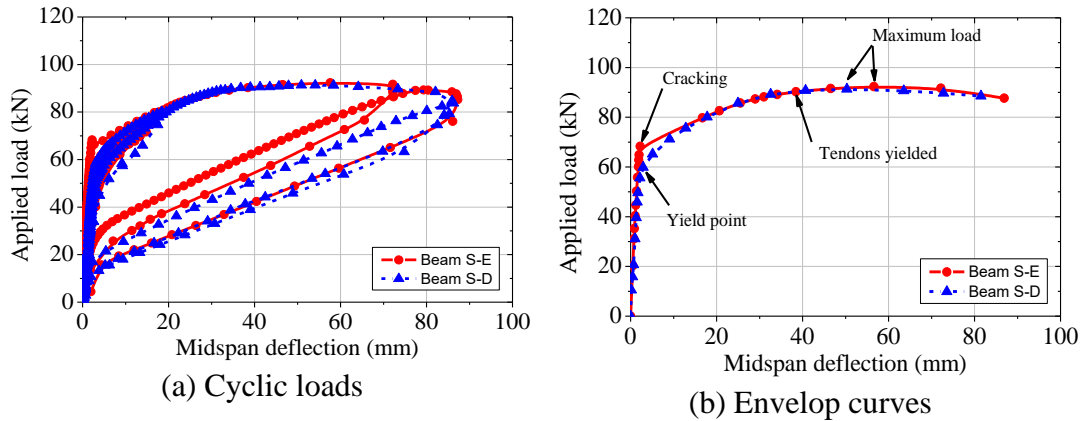 120
100
80
60
40
20
0
0 20 40 60 80 100
Applied load (kN)
Midspan deflection (mm)
Beam S-E
Beam S-D
(a) Cyclic loads
120
100
80
60
40
20
0
0 20 40 60 80 100
Applied load (kN)
Midspan deflection (mm)
Maximum load
Cracking
Tendons yielded
Yield point
Beam S-E
Beam S-D
(b) Envelop curves